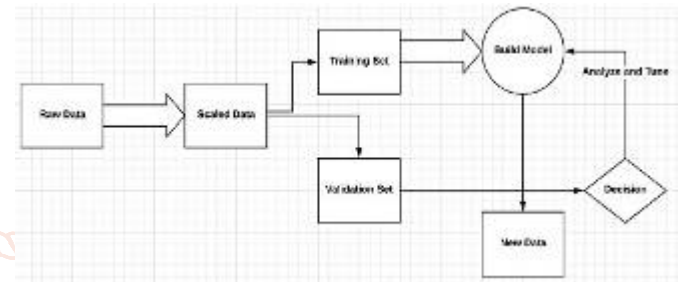 Training Set
Build Model
Analyze and Tune
Raw Data
Scaled Data
Validation Set
Decision
New Data